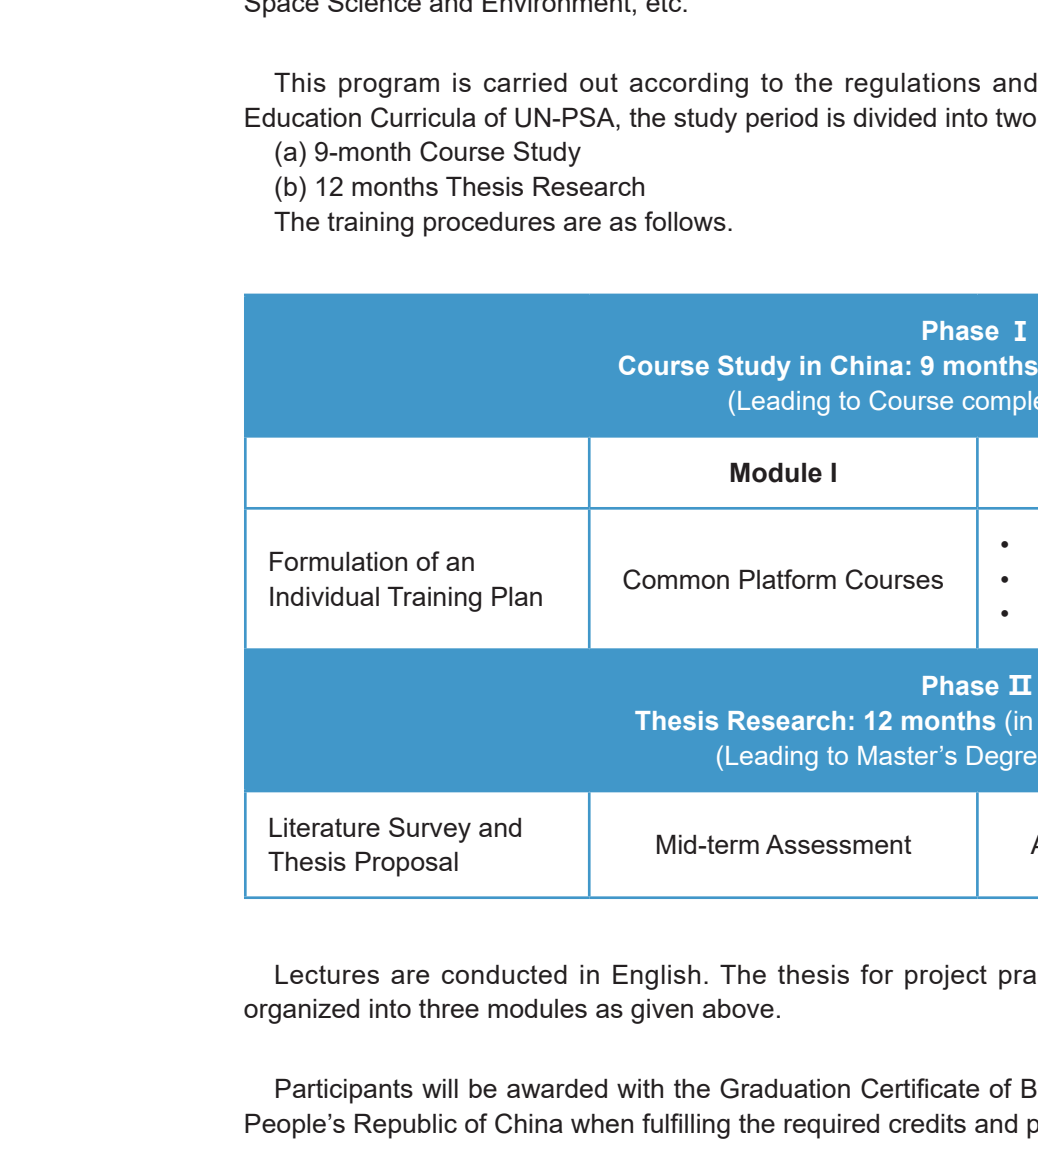 Space Science and Environment, etc.
This program is carried out according to the regulations and
Education Curricula of UN-PSA, the study period is divided into two
(a) 9-month Course Study
(b) 12 months Thesis Research
The training procedures are as follows.
Phase Ⅰ
Course Study in China: 9 months
(Leading to Course comple
Module I
Formulation of an
Individual Training Plan
Common Platform Courses
•
•
•
Phase Ⅱ
Thesis Research: 12 months (in
(Leading to Master’s Degre
Literature Survey and
Thesis Proposal
Mid-term Assessment
Lectures are conducted in English. The thesis for project pra
organized into three modules as given above.
Participants will be awarded with the Graduation Certificate of B
People’s Republic of China when fulfilling the required credits and p